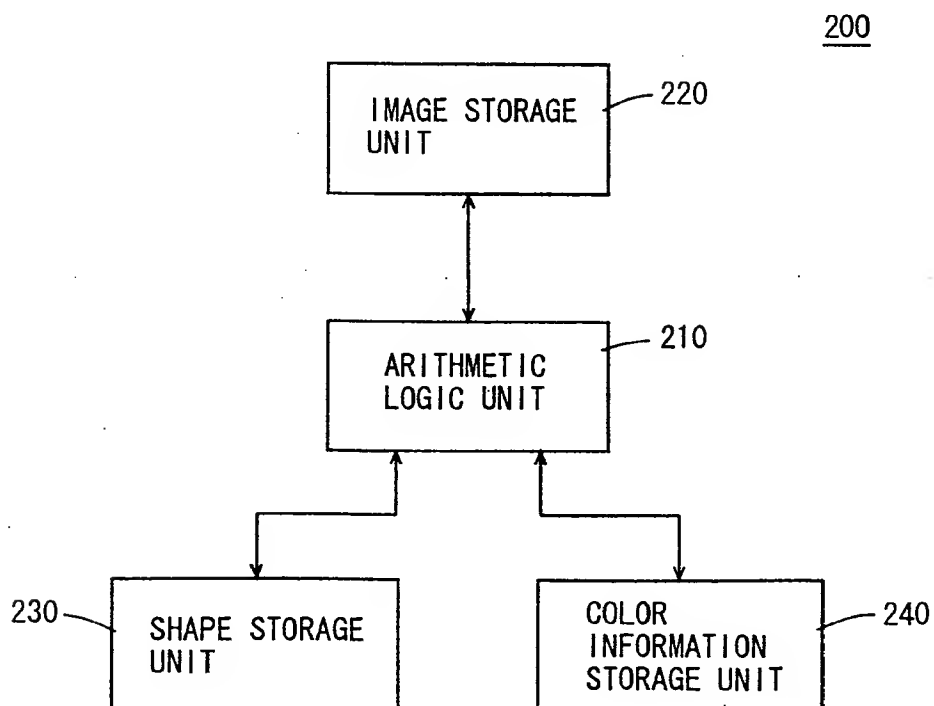 200
IMAGE STORAGE
UNIT
220
ARITHMETIC
LOGIC UNIT
210
230
SHAPE STORAGE
UNIT
COLOR
INFORMATION
STORAGE UNIT
240